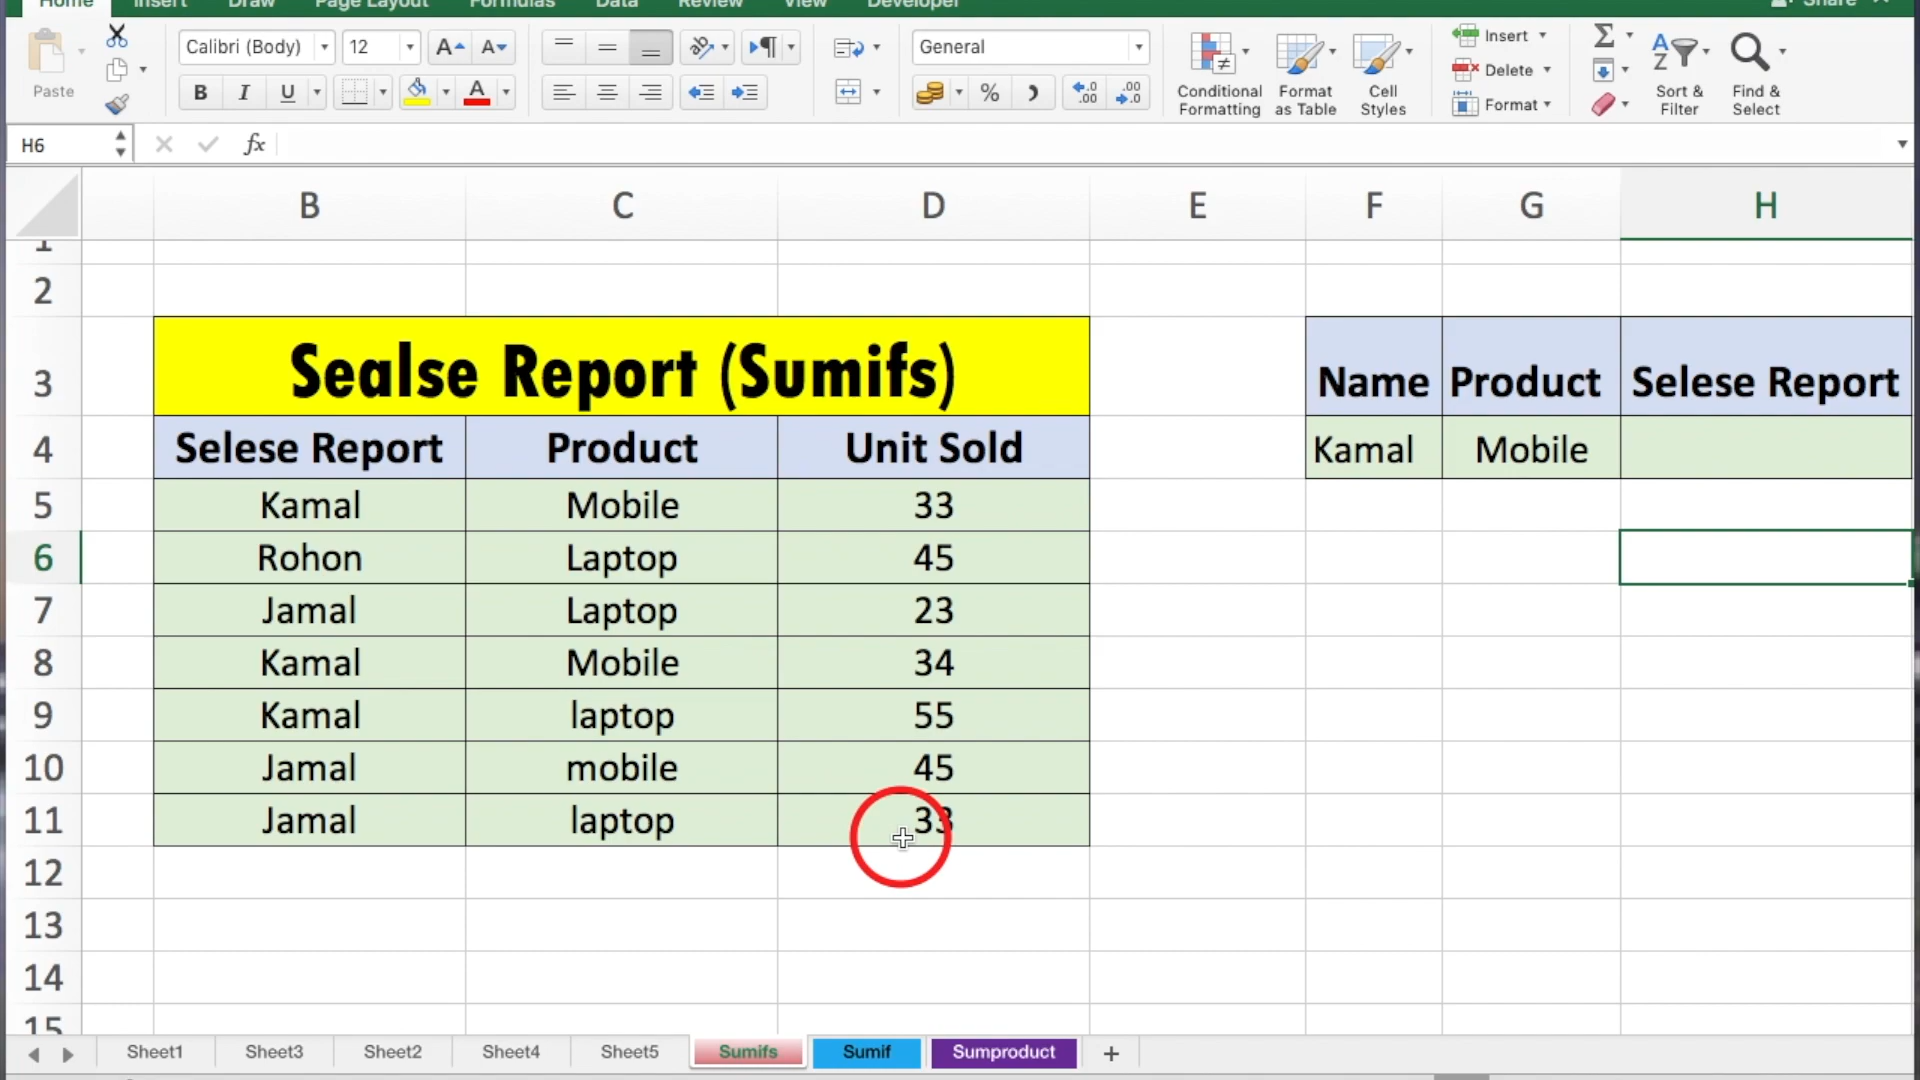 Home Insert Draw Page Layout Formulas Data Review View Developer Share
Calibri (Body) 12 A A General Insert
Delete
Paste B I U A % Conditional Formatting Format as Table Cell Styles Format Sort & Filter Find & Select
H6 fx
B C D E F G H
1
2
3 Sealse Report (Sumifs) Name Product Selese Report
4 Selese Report Product Unit Sold Kamal Mobile
5 Kamal Mobile 33
6 Rohon Laptop 45
7 Jamal Laptop 23
8 Kamal Mobile 34
9 Kamal laptop 55
10 Jamal mobile 45
11 Jamal laptop 33
12
13
14
15
Sheet1 Sheet3 Sheet2 Sheet4 Sheet5 Sumifs Sumif Sumproduct +